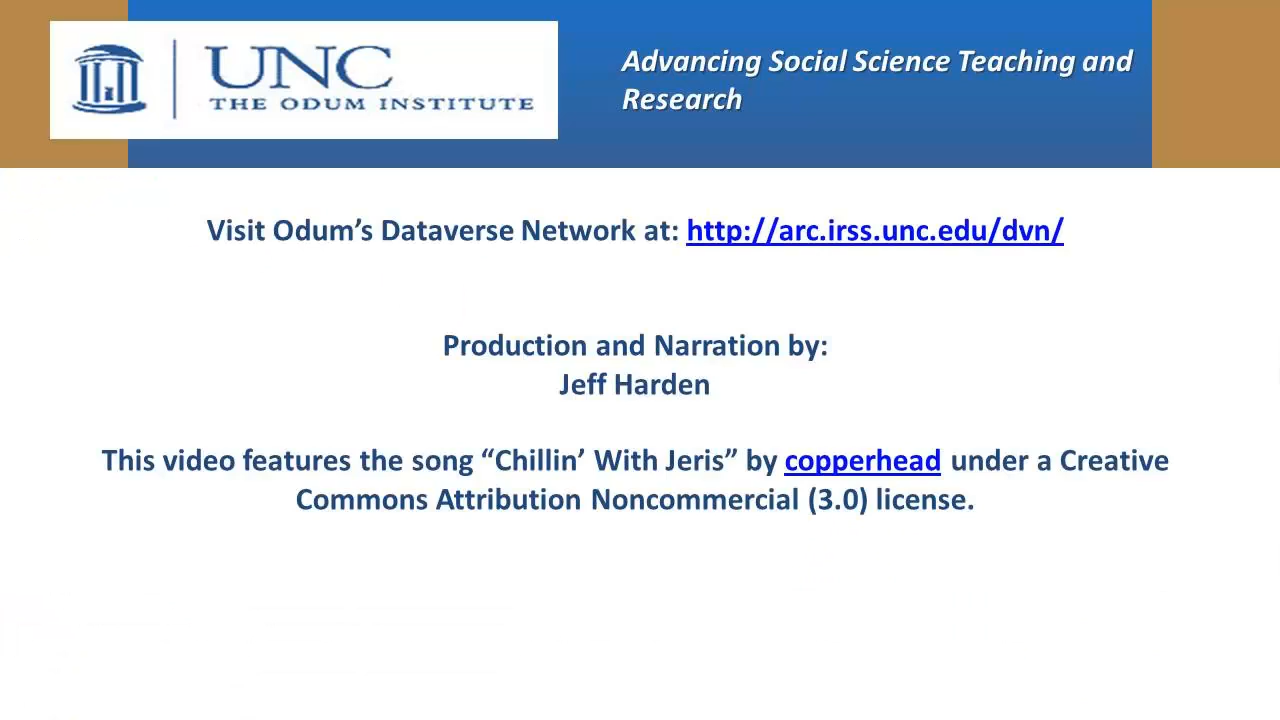 UNC
THE ODUM INSTITUTE
Advancing Social Science Teaching and
Research
Visit Odum’s Dataverse Network at: http://arc.irss.unc.edu/dvn/
Production and Narration by:
Jeff Harden
This video features the song “Chillin’ With Jeris” by copperhead under a Creative
Commons Attribution Noncommercial (3.0) license.